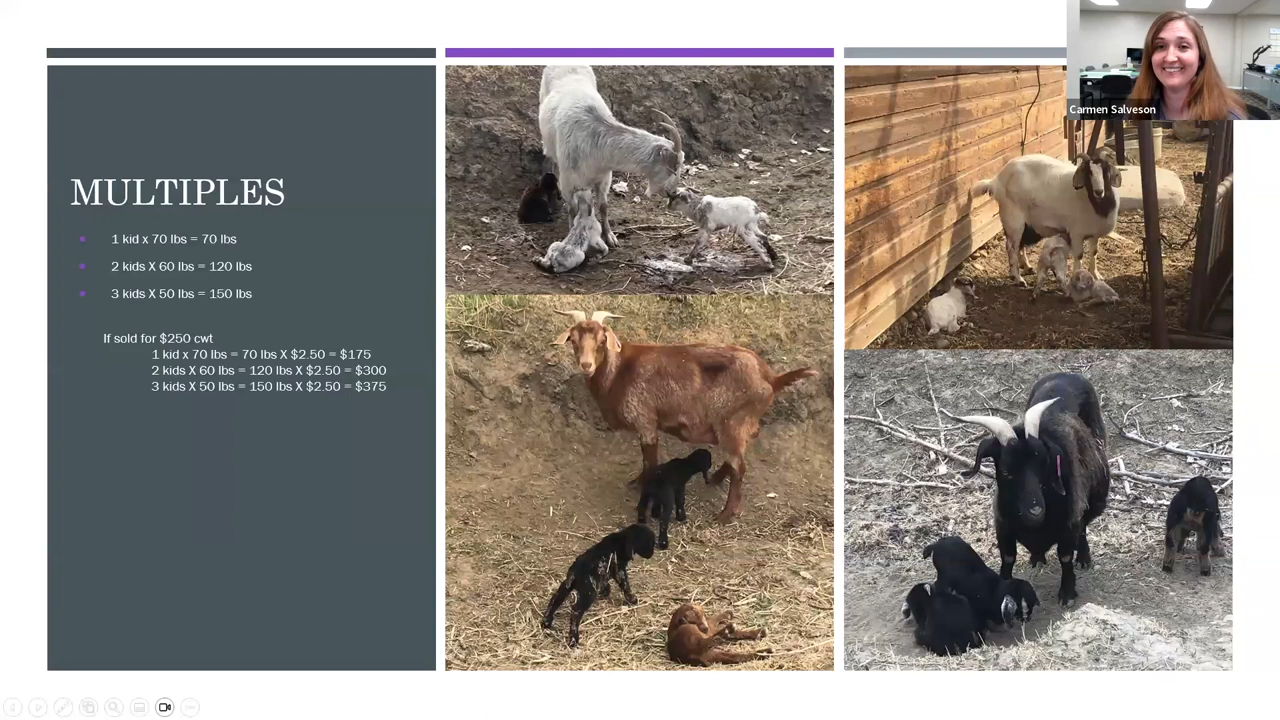 MULTIPLES
1 kid x 70 lbs = 70 lbs
2 kids X 60 lbs = 120 lbs
3 kids X 50 lbs = 150 lbs
If sold for $250 cwt
1 kid x 70 lbs = 70 lbs X $2.50 = $175
2 kids X 60 lbs = 120 lbs X $2.50 = $300
3 kids X 50 lbs = 150 lbs X $2.50 = $375
Carmen Salveson